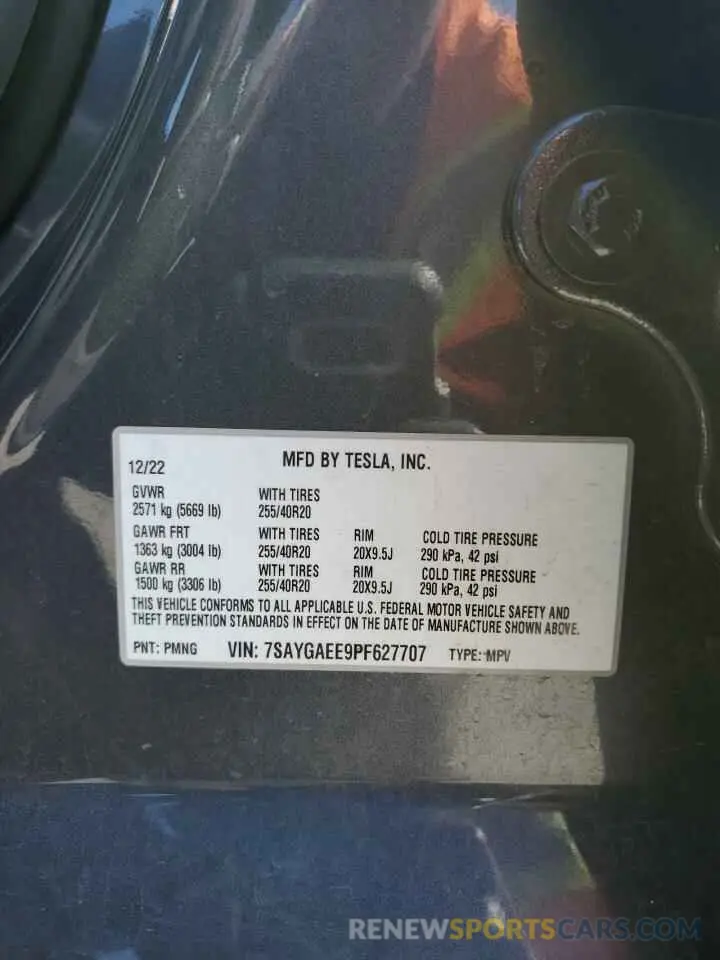 12/22 MFD BY TESLA, INC.
GVWR WITH TIRES
2571 kg (5669 lb) 255/40R20
GAWR FRT WITH TIRES RIM COLD TIRE PRESSURE
1363 kg (3004 lb) 255/40R20 20X9.5J 290 kPa, 42 psi
GAWR RR WITH TIRES RIM COLD TIRE PRESSURE
1500 kg (3306 lb) 255/40R20 20X9.5J 290 kPa, 42 psi
THIS VEHICLE CONFORMS TO ALL APPLICABLE U.S. FEDERAL MOTOR VEHICLE SAFETY AND
THEFT PREVENTION STANDARDS IN EFFECT ON THE DATE OF MANUFACTURE SHOWN ABOVE.
PNT: PMNG VIN: 7SAYGAEE9PF627707 TYPE: MPV
RENEWSPORTSCARS.COM